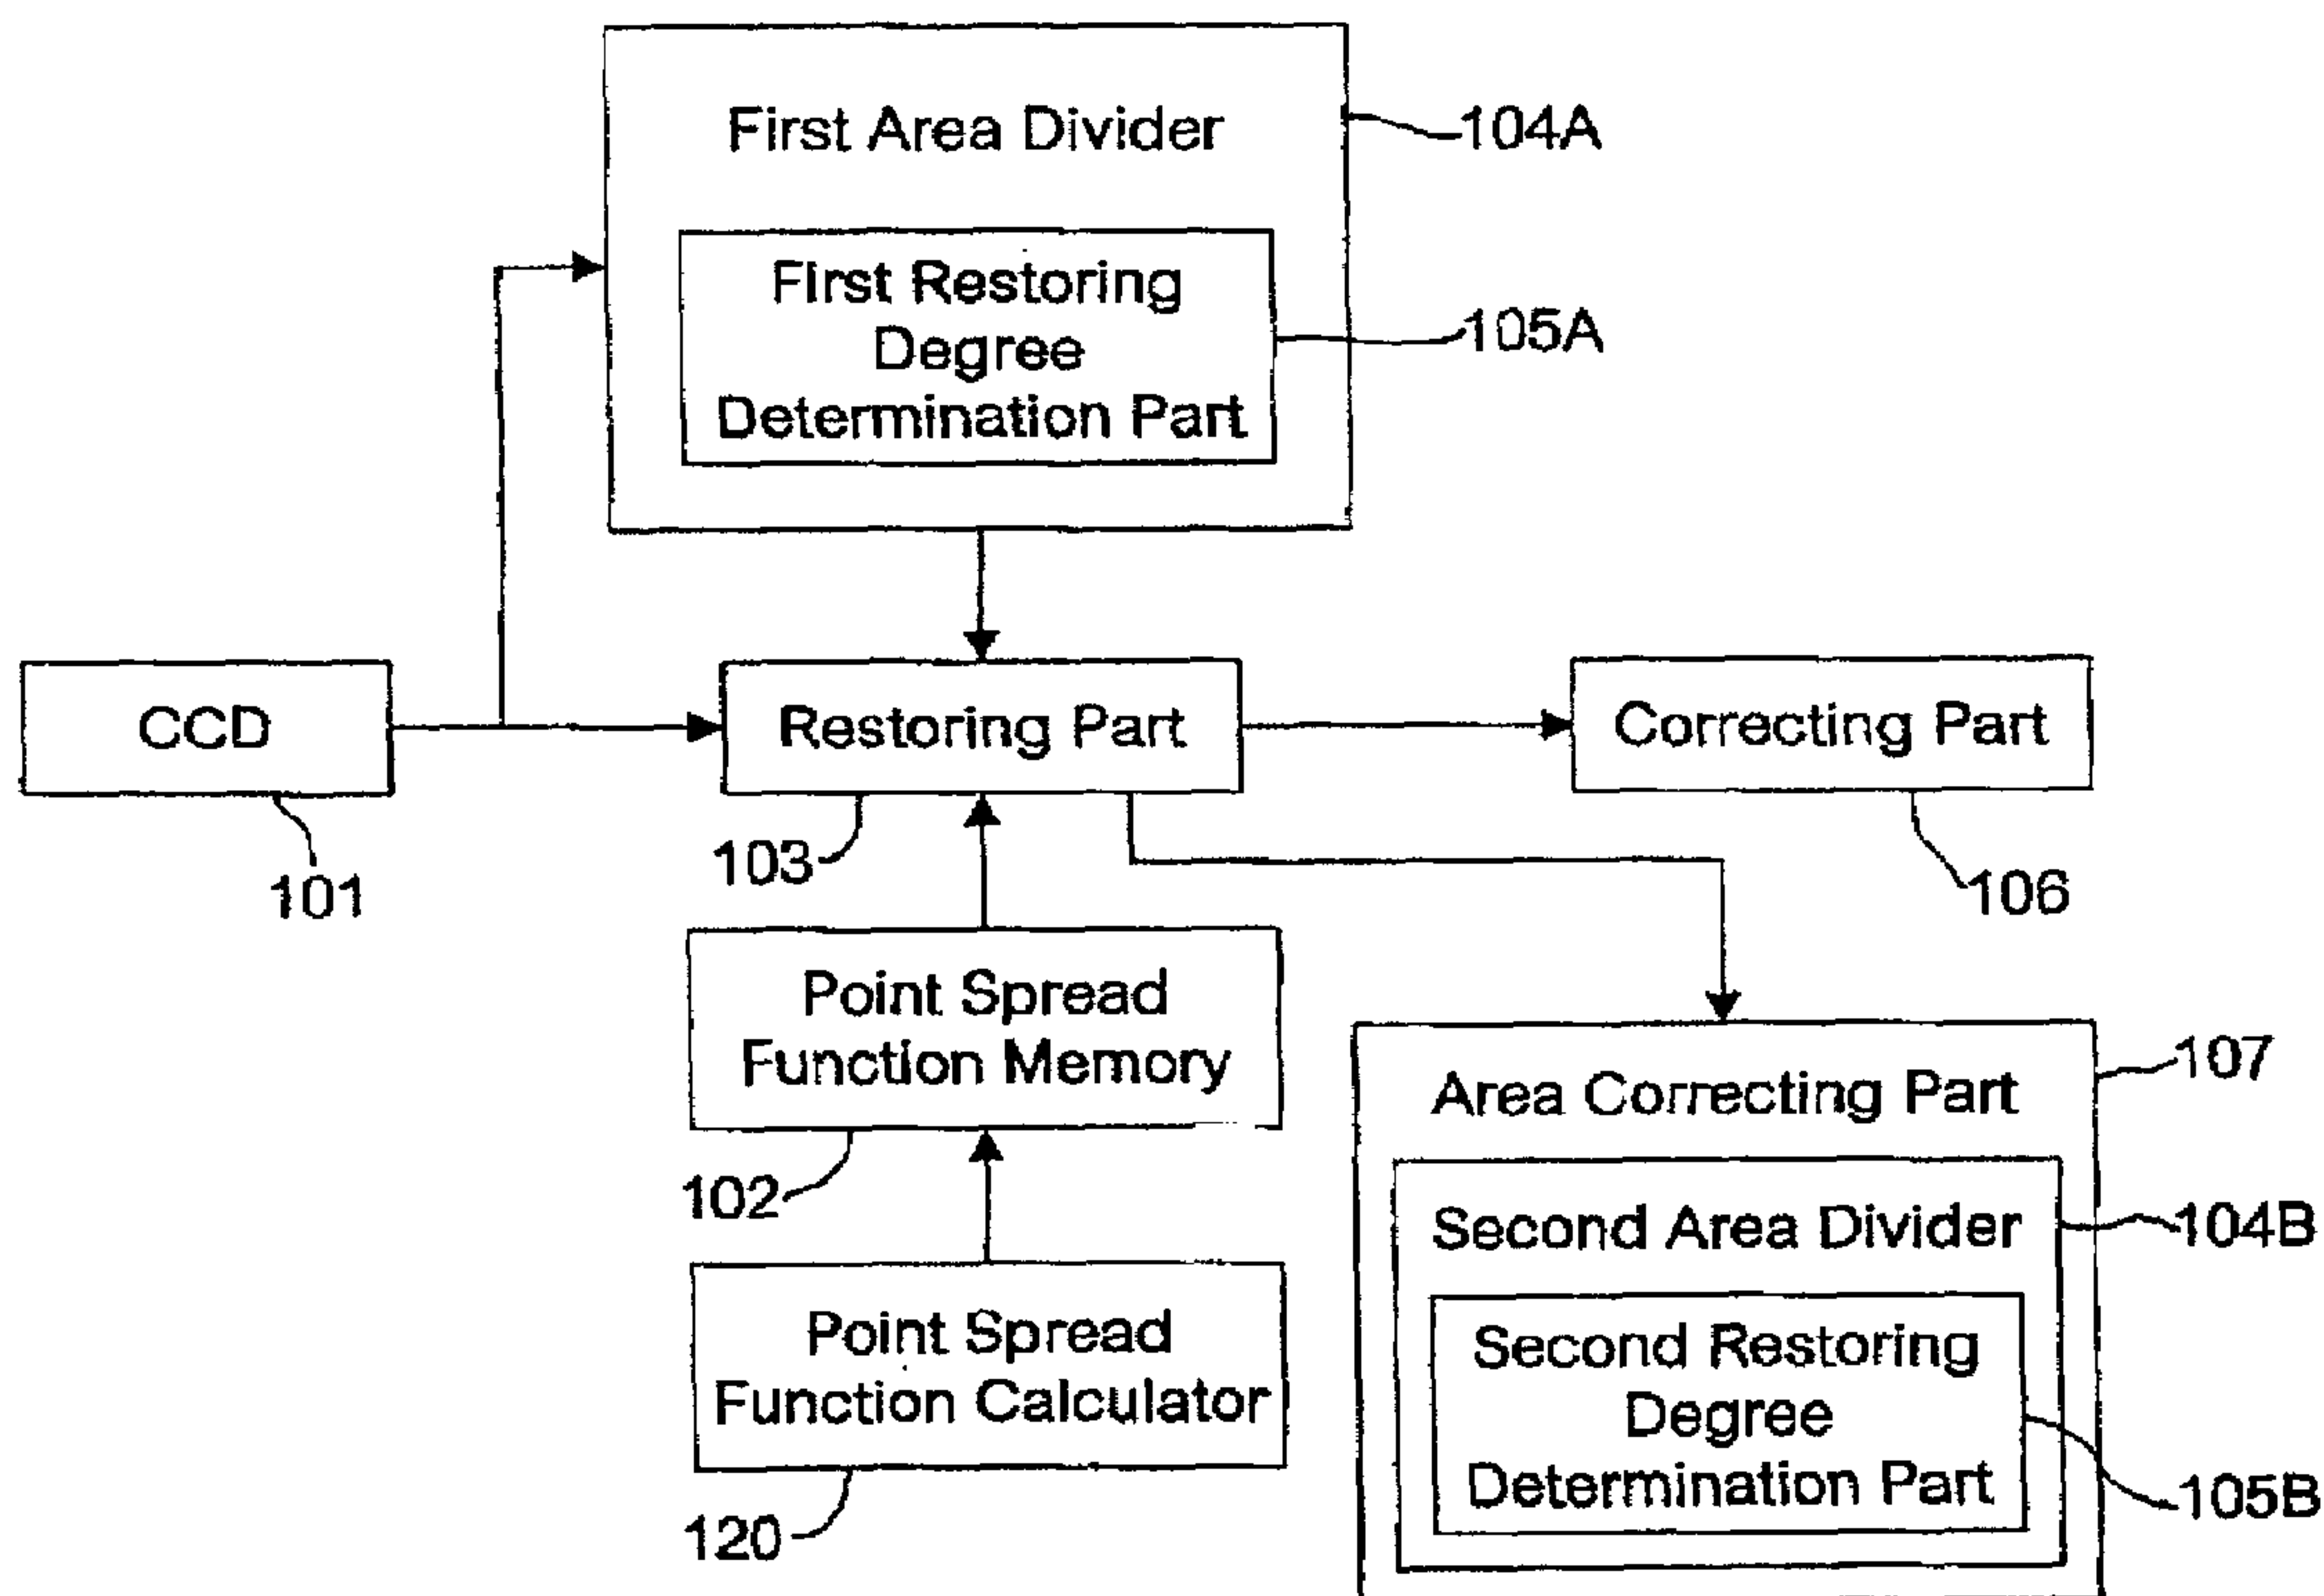 First Area Divider
104A
First Restoring
Degree
Determination Part
105A
CCD
101
Restoring Part
103
Correcting Part
106
Point Spread
Function Memory
102
Area Correcting Part
107
Second Area Divider
104B
Second Restoring
Degree
Determination Part
105B
Point Spread
Function Calculator
120